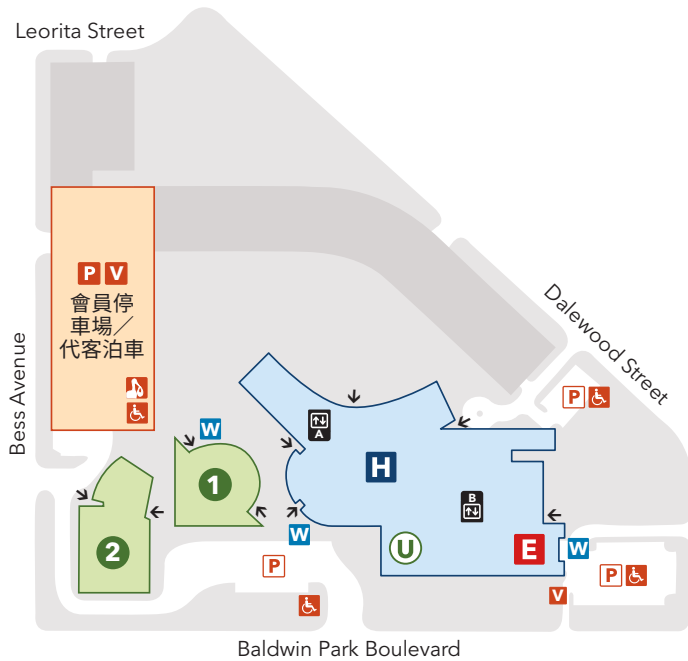 Leorita Street
P V
會員停
車場／
代客泊車
Bess Avenue
Dalewood Street
P
W
A
H
1
B
2
W
U
E
W
P
P
V
Baldwin Park Boulevard